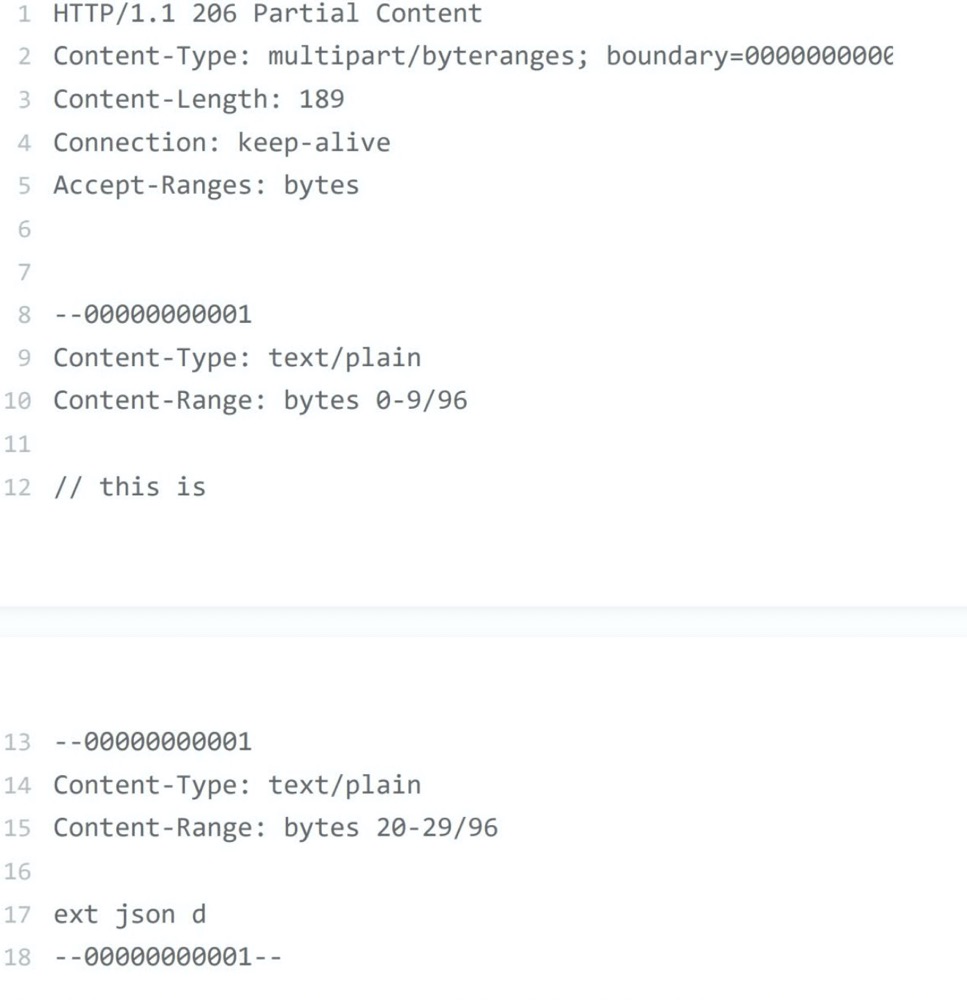 1 HTTP/1.1 206 Partial Content
2 Content-Type: multipart/byteranges; boundary=0000000000
3 Content-Length: 189
4 Connection: keep-alive
5 Accept-Ranges: bytes
6
7
8 --00000000001
9 Content-Type: text/plain
10 Content-Range: bytes 0-9/96
11
12 // this is
13 --00000000001
14 Content-Type: text/plain
15 Content-Range: bytes 20-29/96
16
17 ext json d
18 --00000000001--